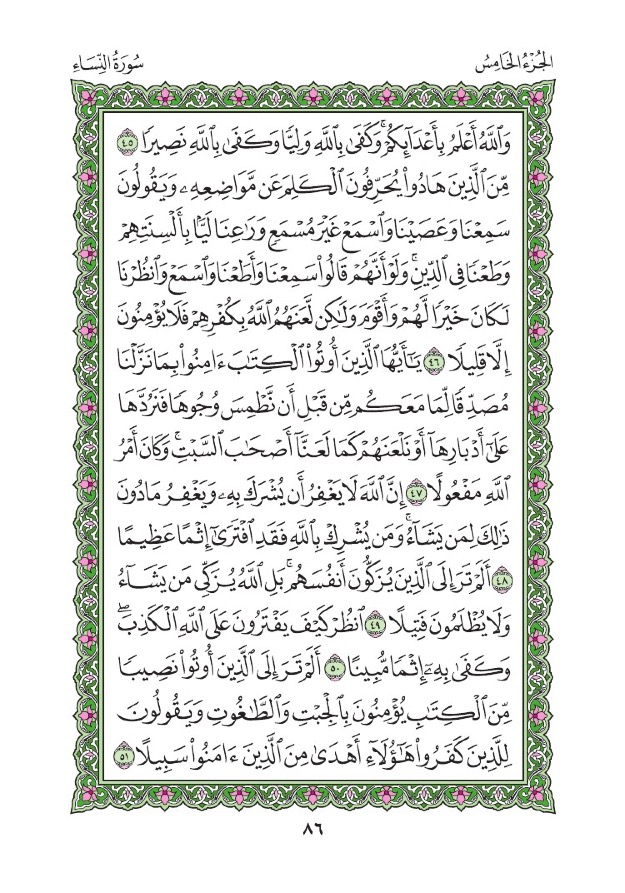 الجُزْءُ الخَامِسُ
سُورَةُ النِّسَاءِ
وَٱللَّهُ أَعۡلَمُ بِأَعۡدَآئِكُمۡۚ وَكَفَىٰ بِٱللَّهِ وَلِيّٗا وَكَفَىٰ بِٱللَّهِ نَصِيرٗا ٤٥
مِّنَ ٱلَّذِينَ هَادُواْ يُحَرِّفُونَ ٱلۡكَلِمَ عَن مَّوَاضِعِهِۦ وَيَقُولُونَ
سَمِعۡنَا وَعَصَيۡنَا وَٱسۡمَعۡ غَيۡرَ مُسۡمَعٖ وَرَٰعِنَا لَيَّۢا بِأَلۡسِنَتِهِمۡ
وَطَعۡنٗا فِي ٱلدِّينِۚ وَلَوۡ أَنَّهُمۡ قَالُواْ سَمِعۡنَا وَأَطَعۡنَا وَٱسۡمَعۡ وَٱنظُرۡنَا
لَكَانَ خَيۡرٗا لَّهُمۡ وَأَقۡوَمَ وَلَٰكِن لَّعَنَهُمُ ٱللَّهُ بِكُفۡرِهِمۡ فَلَا يُؤۡمِنُونَ
إِلَّا قَلِيلٗا ٤٦ يَٰٓأَيُّهَا ٱلَّذِينَ أُوتُواْ ٱلۡكِتَٰبَ ءَامِنُواْ بِمَا نَزَّلۡنَا
مُصَدِّقٗا لِّمَا مَعَكُم مِّن قَبۡلِ أَن نَّطۡمِسَ وُجُوهٗا فَنَرُدَّهَا
عَلَىٰٓ أَدۡبَارِهَآ أَوۡ نَلۡعَنَهُمۡ كَمَا لَعَنَّآ أَصۡحَٰبَ ٱلسَّبۡتِۚ وَكَانَ أَمۡرُ
ٱللَّهِ مَفۡعُولًا ٤٧ إِنَّ ٱللَّهَ لَا يَغۡفِرُ أَن يُشۡرَكَ بِهِۦ وَيَغۡفِرُ مَا دُونَ
ذَٰلِكَ لِمَن يَشَآءُۚ وَمَن يُشۡرِكۡ بِٱللَّهِ فَقَدِ ٱفۡتَرَىٰٓ إِثۡمًا عَظِيمًا
٤٨ أَلَمۡ تَرَ إِلَى ٱلَّذِينَ يُزَكُّونَ أَنفُسَهُمۚ بَلِ ٱللَّهُ يُزَكِّي مَن يَشَآءُ
وَلَا يُظۡلَمُونَ فَتِيلًا ٤٩ ٱنظُرۡ كَيۡفَ يَفۡتَرُونَ عَلَى ٱللَّهِ ٱلۡكَذِبَۖ
وَكَفَىٰ بِهِۦٓ إِثۡمٗا مُّبِينًا ٥٠ أَلَمۡ تَرَ إِلَى ٱلَّذِينَ أُوتُواْ نَصِيبٗا
مِّنَ ٱلۡكِتَٰبِ يُؤۡمِنُونَ بِٱلۡجِبۡتِ وَٱلطَّٰغُوتِ وَيَقُولُونَ
لِلَّذِينَ كَفَرُواْ هَٰٓؤُلَآءِ أَهۡدَىٰ مِنَ ٱلَّذِينَ ءَامَنُواْ سَبِيلًا ٥١
٨٦